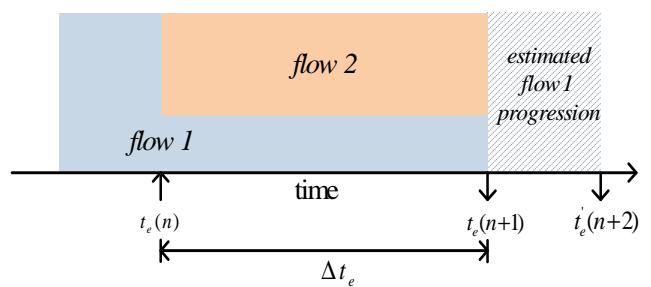 flow 2
estimated
flow 1
progression
flow 1
time
t_e(n)
t_e(n+1)
t'_e(n+2)
Δt_e